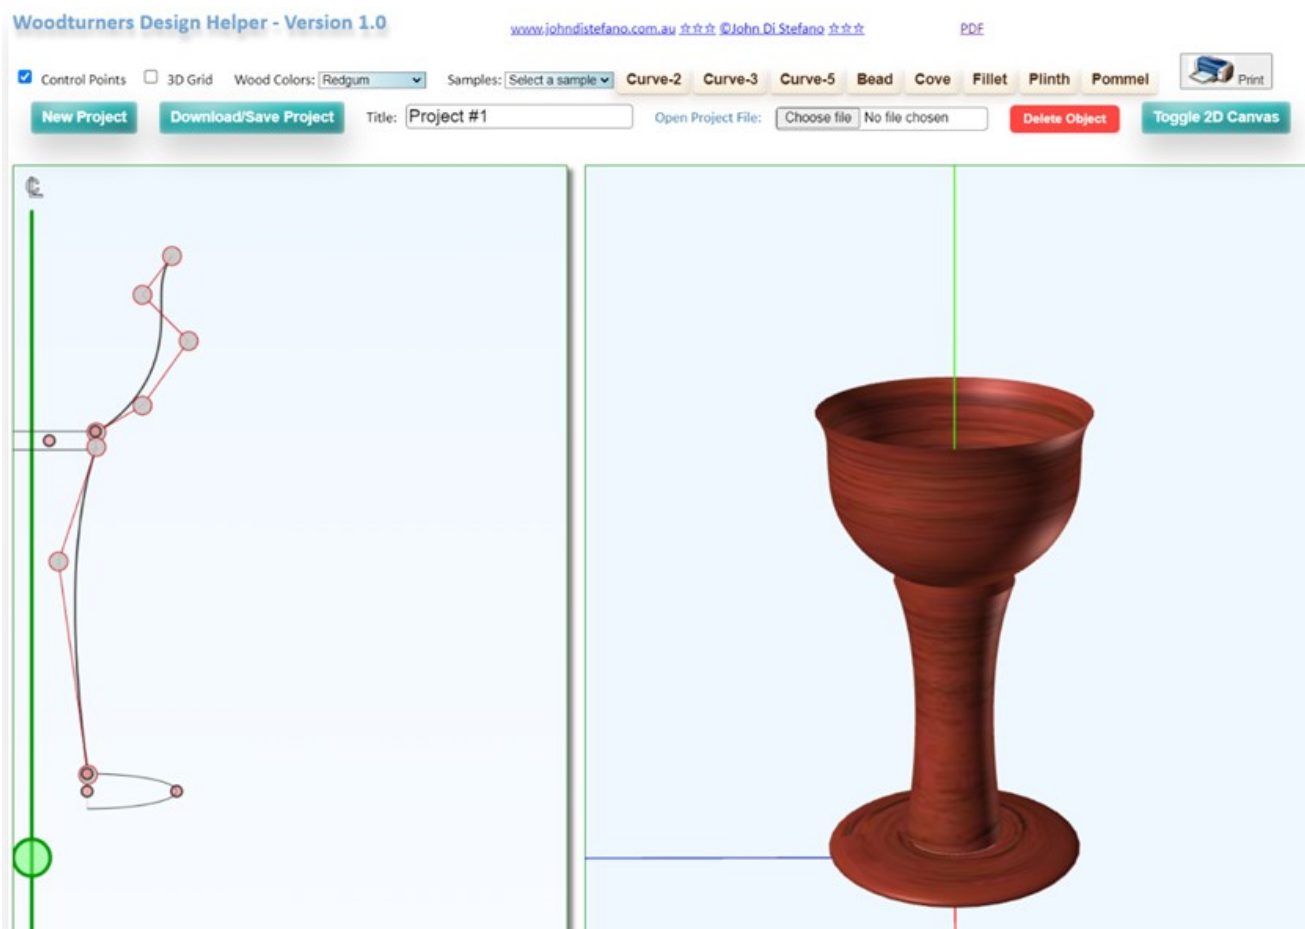 Woodturners Design Helper - Version 1.0
www.johndistefano.com.au ☆☆☆ ©John Di Stefano ☆☆☆
PDF
Control Points
3D Grid
Wood Colors: Redgum
Samples: Select a sample
Curve-2 Curve-3 Curve-5 Bead Cove Fillet Plinth Pommel
Print
New Project
Download/Save Project
Title: Project #1
Open Project File: Choose file No file chosen
Delete Object
Toggle 2D Canvas
℄